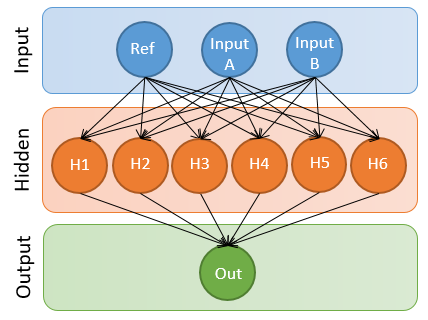 Input
Ref
Input
A
Input
B
Hidden
H1 H2 H3 H4 H5 H6
Output
Out